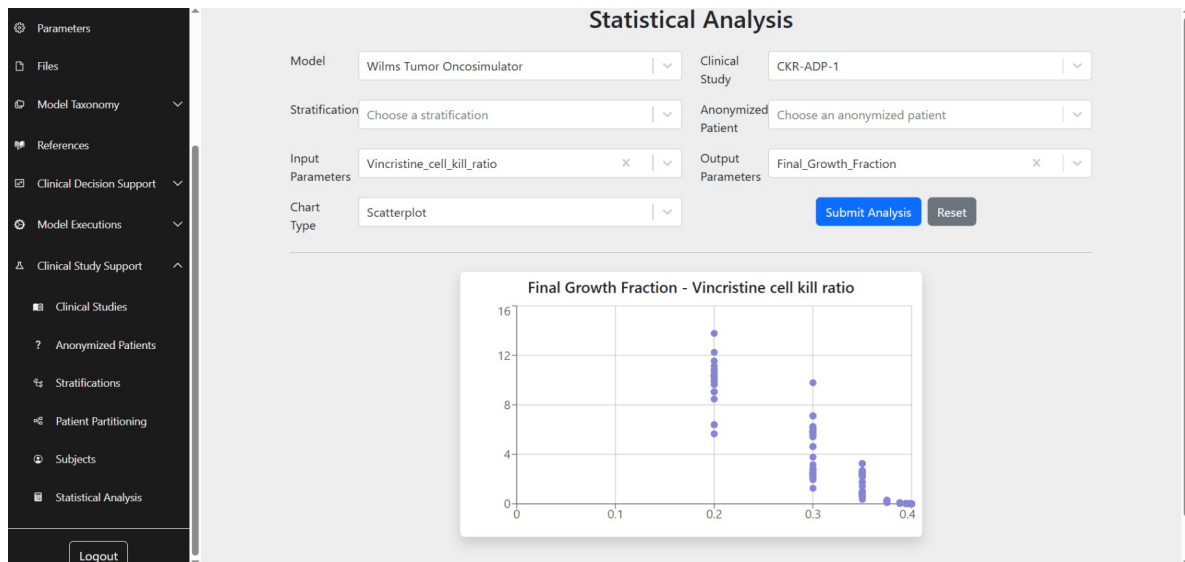 Parameters
Files
Model Taxonomy
References
Clinical Decision Support
Model Executions
Clinical Study Support
Clinical Studies
? Anonymized Patients
Stratifications
Patient Partitioning
Subjects
Statistical Analysis
Logout
Statistical Analysis
Model
Wilms Tumor Oncosimulator
Clinical
Study
CKR-ADP-1
Stratification
Choose a stratification
Anonymized
Patient
Choose an anonymized patient
Input
Parameters
Vincristine_cell_kill_ratio
Output
Parameters
Final_Growth_Fraction
Chart
Type
Scatterplot
Submit Analysis
Reset
Final Growth Fraction - Vincristine cell kill ratio
16
12
8
4
0
0 0.1 0.2 0.3 0.4